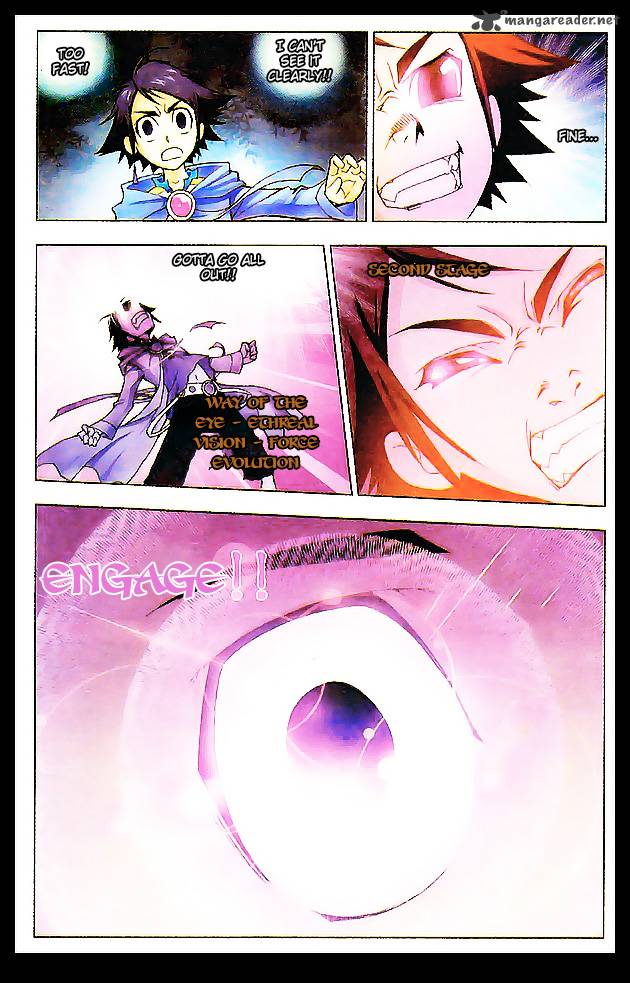 mangareader.net
TOO
FAST!
I CAN'T
SEE IT
CLEARLY!!
FINE...
GOTTA GO ALL
OUT!!
SECOND STAGE
WAY OF THE
EYE - ETHREAL
VISION - FORCE
EVOLUTION
ENGAGE!!